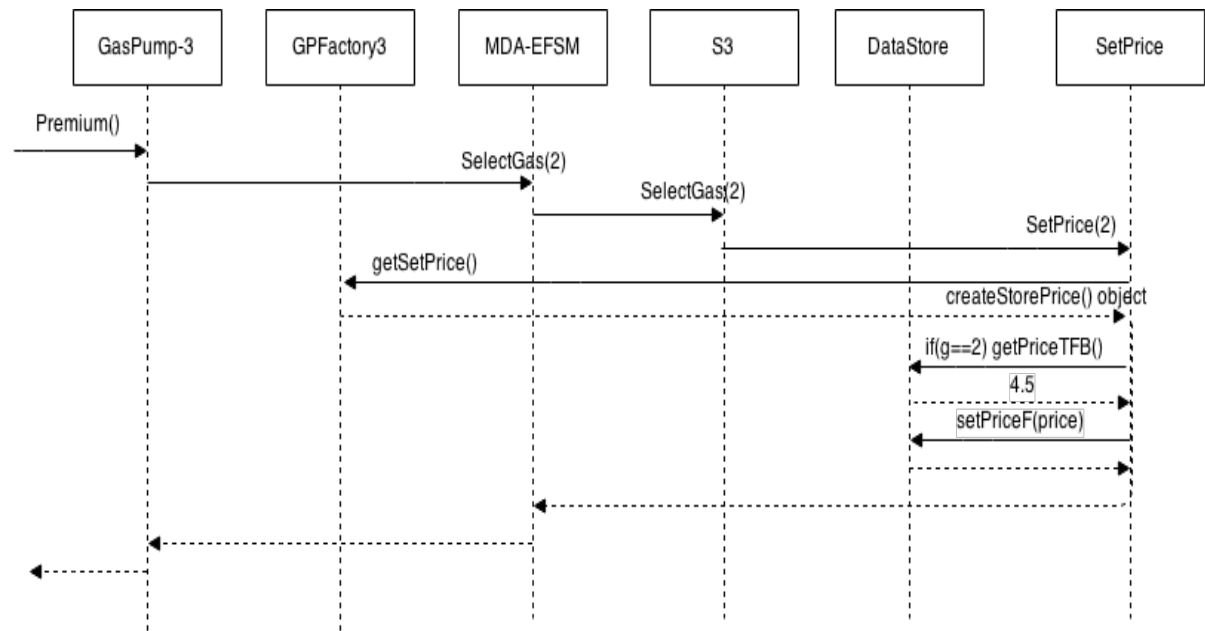 GasPump-3
GPFactory3
MDA-EFSM
S3
DataStore
SetPrice
Premium()
SelectGas(2)
SelectGas(2)
SetPrice(2)
getSetPrice()
createStorePrice() object
if(g==2) getPriceTFB()
4.5
setPriceF(price)